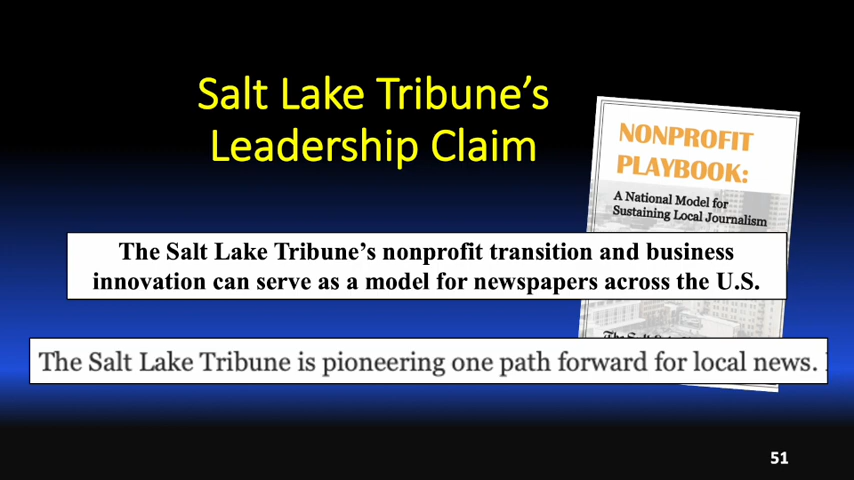 Salt Lake Tribune’s
Leadership Claim
NONPROFIT
PLAYBOOK:
A National Model for
Sustaining Local Journalism
The Salt Lake Tribune’s nonprofit transition and business
innovation can serve as a model for newspapers across the U.S.
The Salt
The Salt Lake Tribune is pioneering one path forward for local news.
51